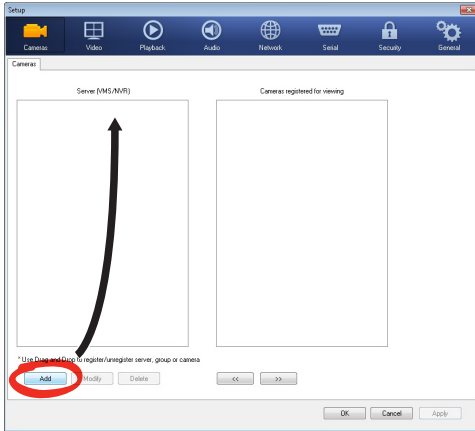 Setup
Cameras Video Playback Audio Network Serial Security General
Cameras
Server (VMS/NVR) Cameras registered for viewing
* Use Drag and Drop to register/unregister server, group or camera
Add Modify Delete << >>
OK Cancel Apply